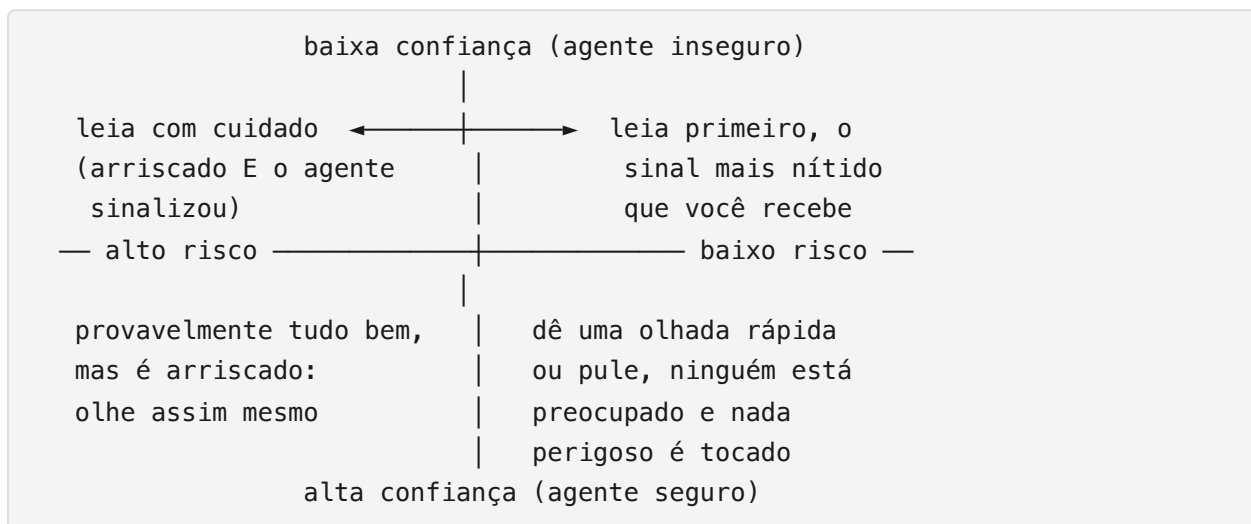 baixa confiança (agente inseguro)
leia com cuidado leia primeiro, o
(arriscado E o agente sinal mais nítido
sinalizou) que você recebe
alto risco baixo risco
provavelmente tudo bem, dê uma olhada rápida
mas é arriscado: ou pule, ninguém está
olhe assim mesmo preocupado e nada
perigoso é tocado
alta confiança (agente seguro)